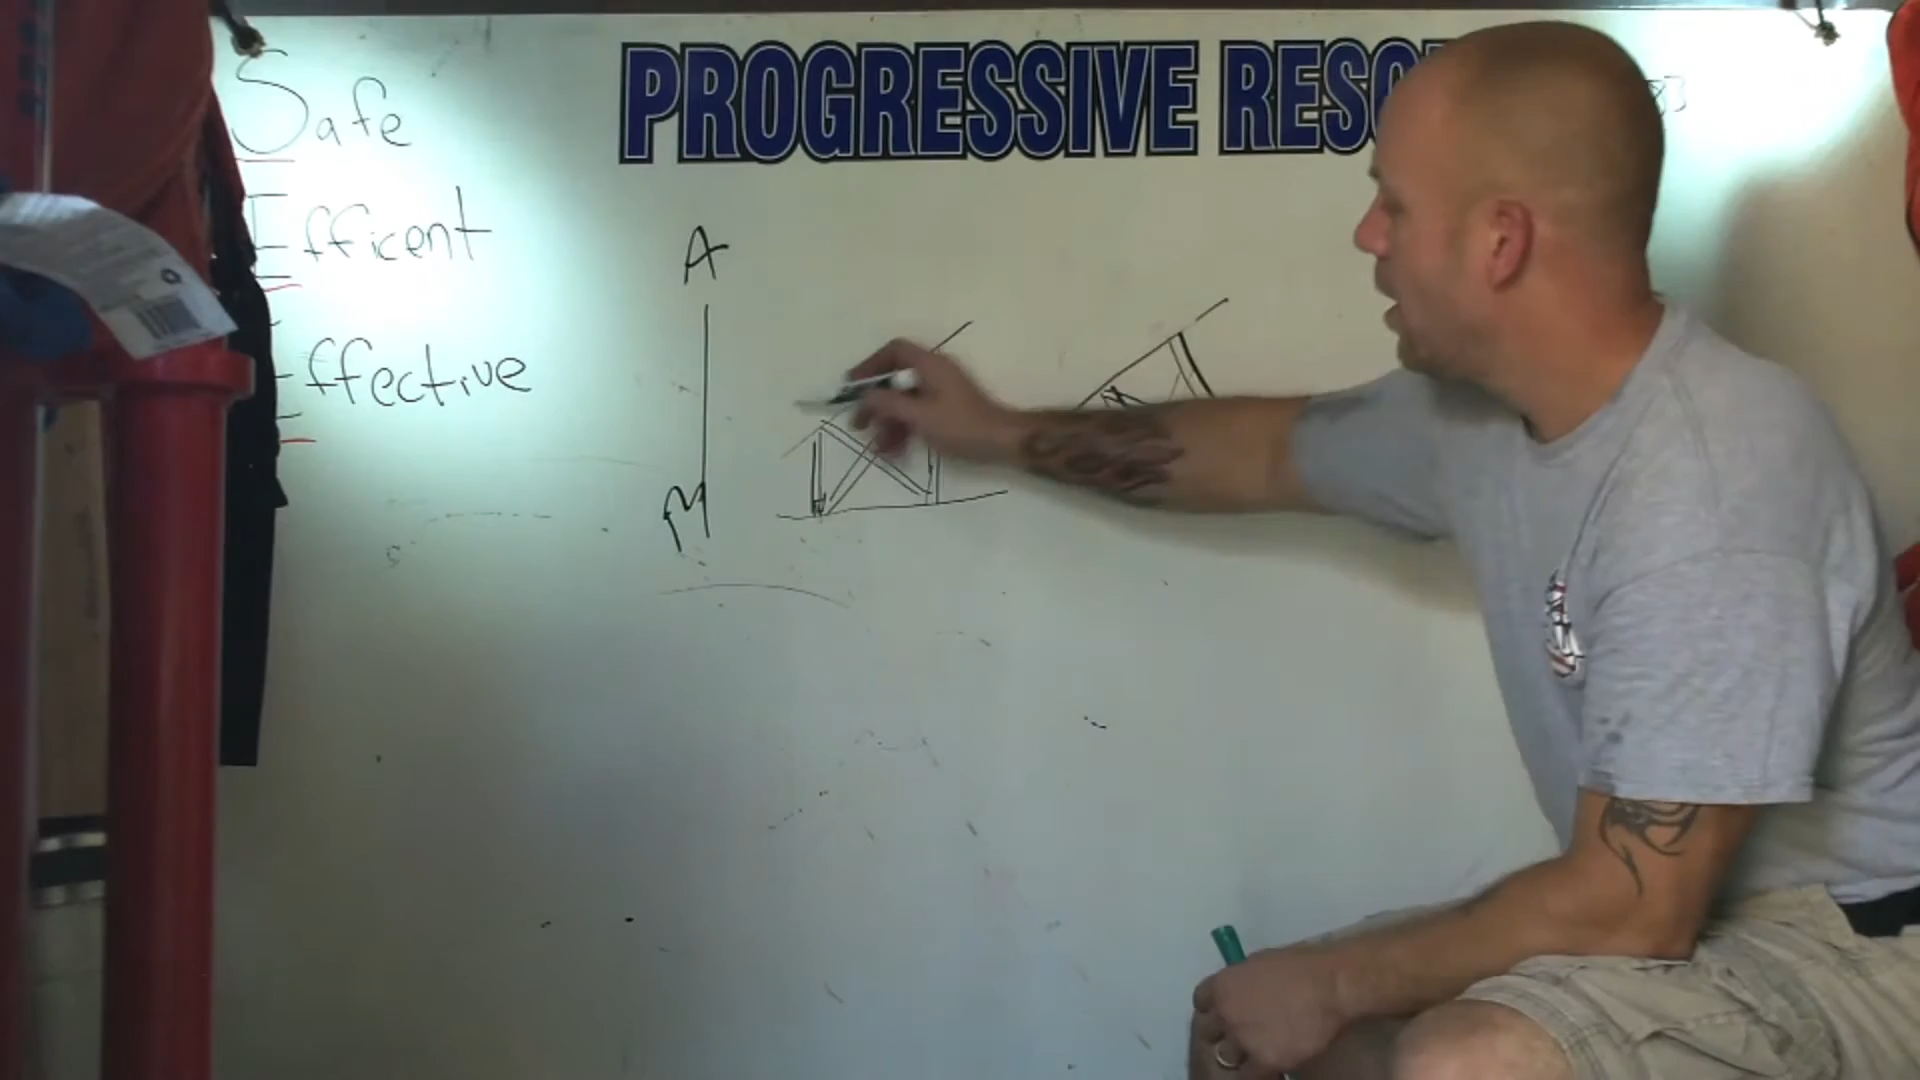 PROGRESSIVE RESC
Safe
Efficent
Effective
A
M